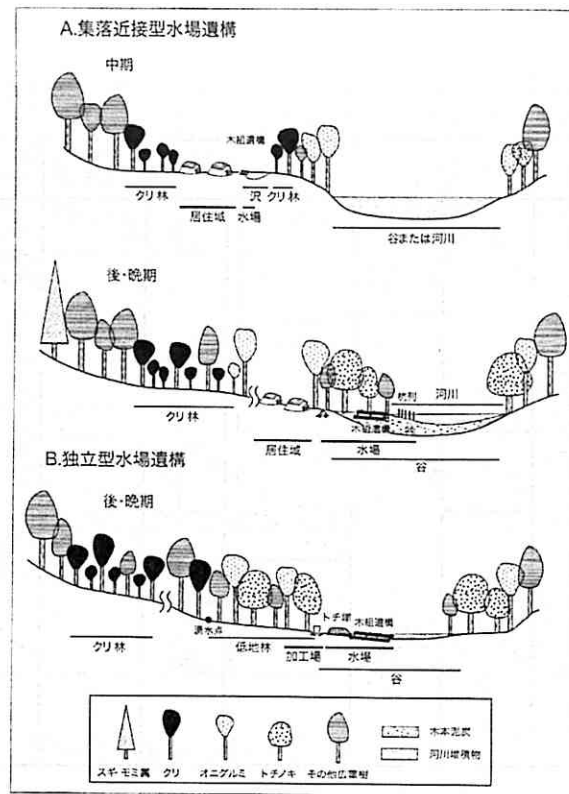 A.集落近接型水場遺構
中期
木組遺構
クリ林
沢
クリ林
居住域
水場
谷または河川
後・晩期
杭列
河川
クリ林
木組遺構
居住域
水場
谷
B.独立型水場遺構
後・晩期
トチ塚
木組遺構
湧水点
クリ林
低地林
加工場
水場
谷
スギ・モミ属
クリ
オニグルミ
トチノキ
その他広葉樹
木本泥炭
河川堆積物